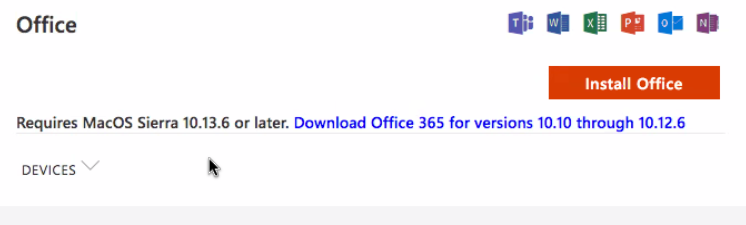 Office
Install Office
Requires MacOS Sierra 10.13.6 or later. Download Office 365 for versions 10.10 through 10.12.6
DEVICES